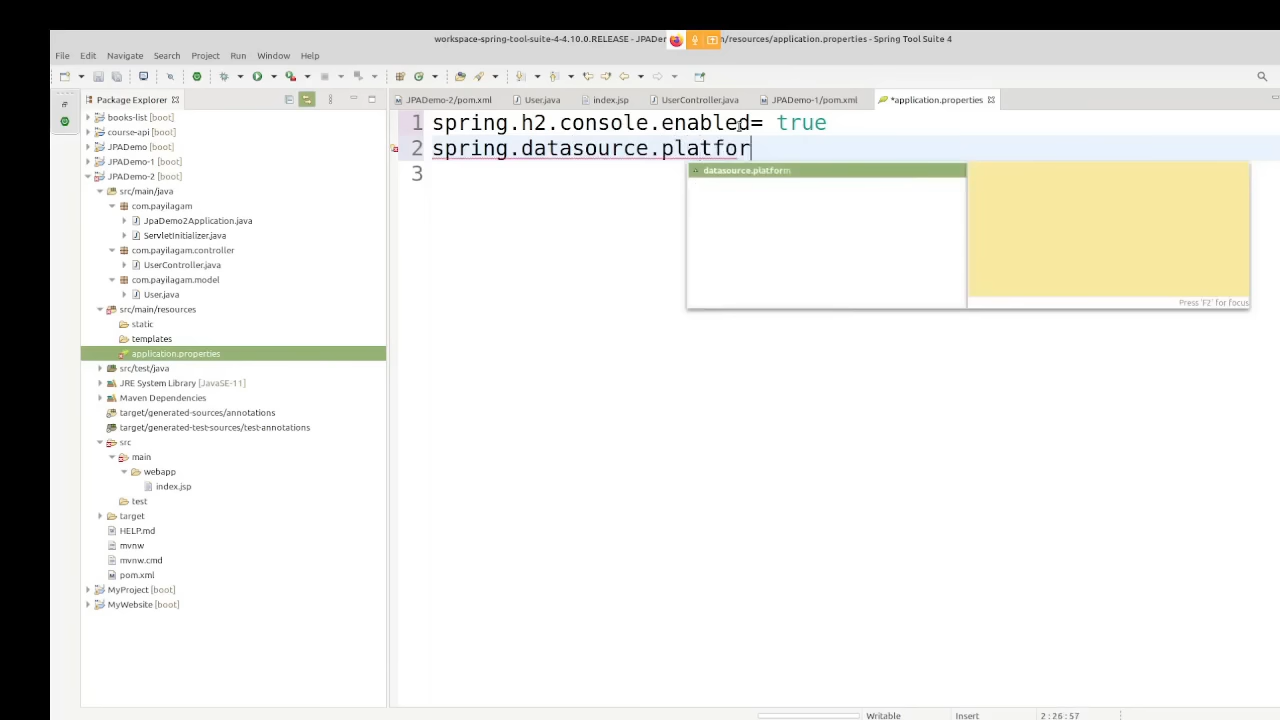 workspace-spring-tool-suite-4-4.10.0.RELEASE - JPADem n/resources/application.properties - Spring Tool Suite 4
File Edit Navigate Search Project Run Window Help
Package Explorer
JPADemo-2/pom.xml User.java index.jsp UserController.java JPADemo-1/pom.xml *application.properties
books-list [boot]
course-api [boot]
JPADemo [boot]
JPADemo-1 [boot]
JPADemo-2 [boot]
src/main/java
com.payilagam
JpaDemo2Application.java
ServletInitializer.java
com.payilagam.controller
UserController.java
com.payilagam.model
User.java
src/main/resources
static
templates
application.properties
src/test/java
JRE System Library [JavaSE-11]
Maven Dependencies
target/generated-sources/annotations
target/generated-test-sources/test-annotations
src
main
webapp
index.jsp
test
target
HELP.md
mvnw
mvnw.cmd
pom.xml
MyProject [boot]
MyWebsite [boot]
1 spring.h2.console.enabled= true
2 spring.datasource.platfor
3
datasource.platform
Press 'F2' for focus
Writable Insert 2 : 26 : 57